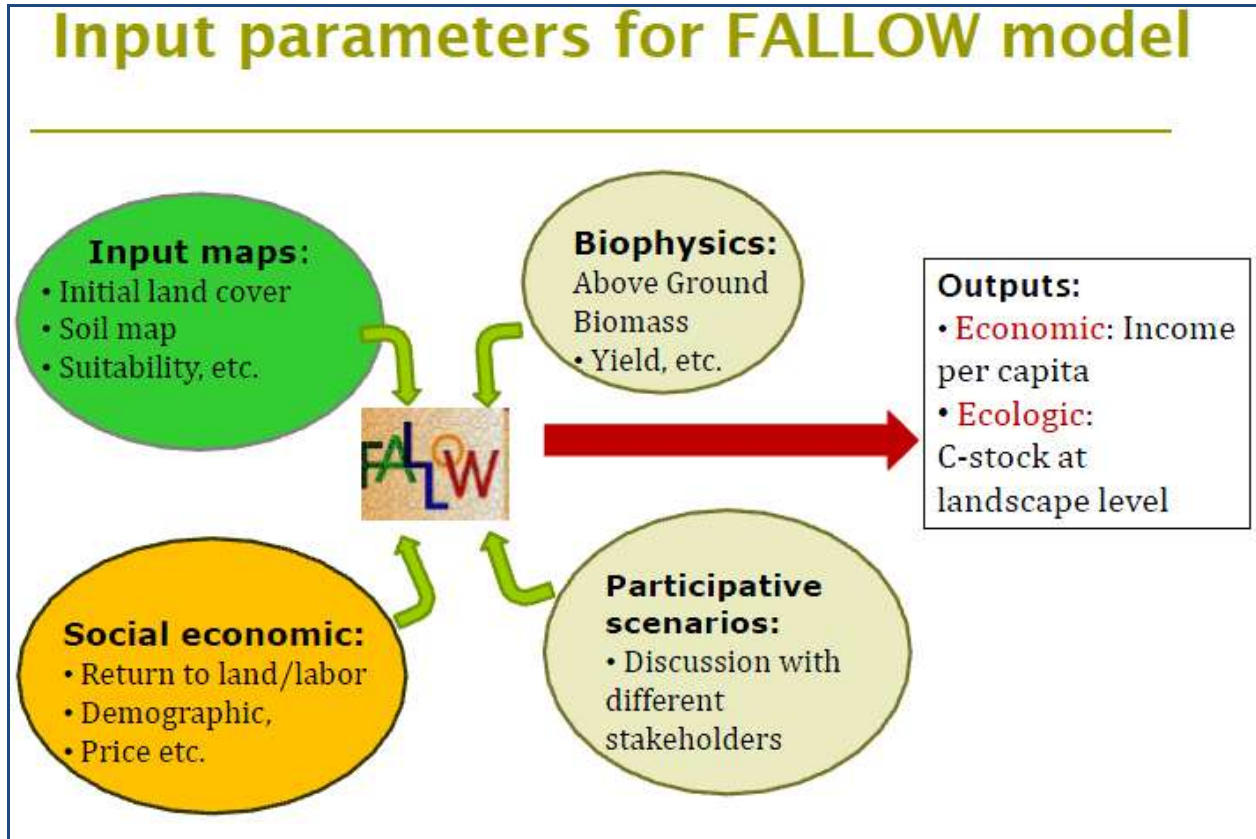 Input parameters for FALLOW model
Input maps:
• Initial land cover
• Soil map
• Suitability, etc.
Biophysics:
Above Ground
Biomass
• Yield, etc.
FALLOW
Social economic:
• Return to land/labor
• Demographic,
• Price etc.
Participative
scenarios:
• Discussion with
different
stakeholders
Outputs:
• Economic: Income
per capita
• Ecologic:
C-stock at
landscape level